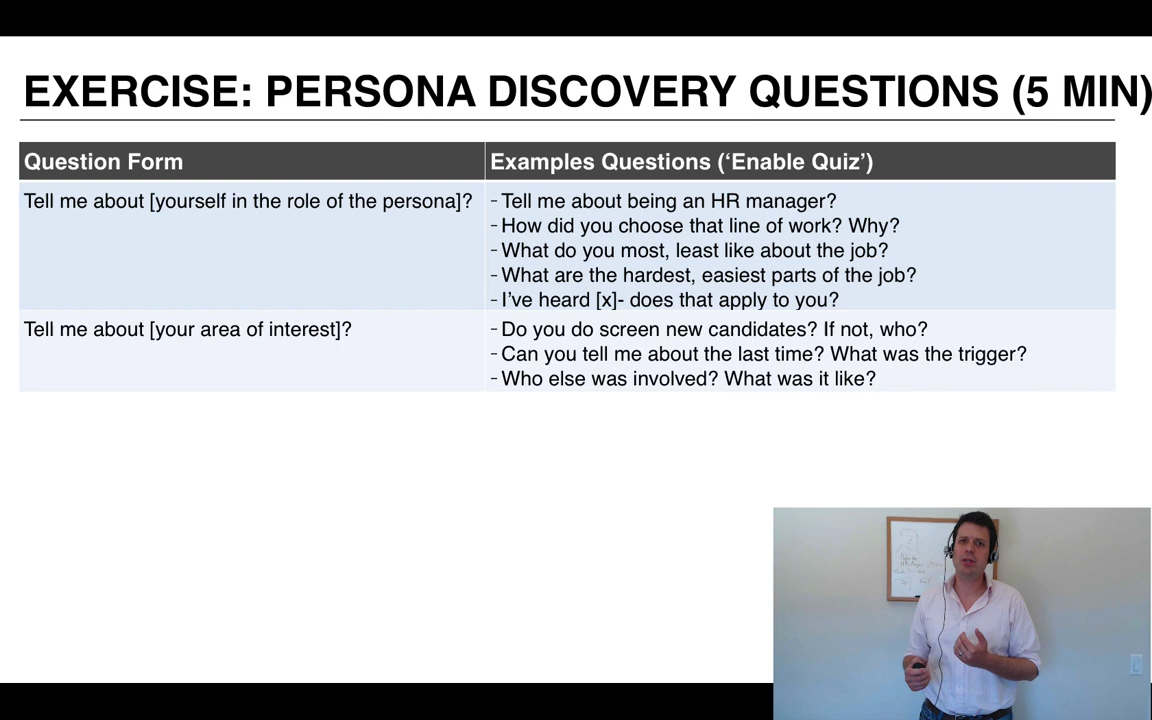 EXERCISE: PERSONA DISCOVERY QUESTIONS (5 MIN)
Question Form
Examples Questions (‘Enable Quiz’)
Tell me about [yourself in the role of the persona]?
- Tell me about being an HR manager?
- How did you choose that line of work? Why?
- What do you most, least like about the job?
- What are the hardest, easiest parts of the job?
- I’ve heard [x]- does that apply to you?
Tell me about [your area of interest]?
- Do you do screen new candidates? If not, who?
- Can you tell me about the last time? What was the trigger?
- Who else was involved? What was it like?